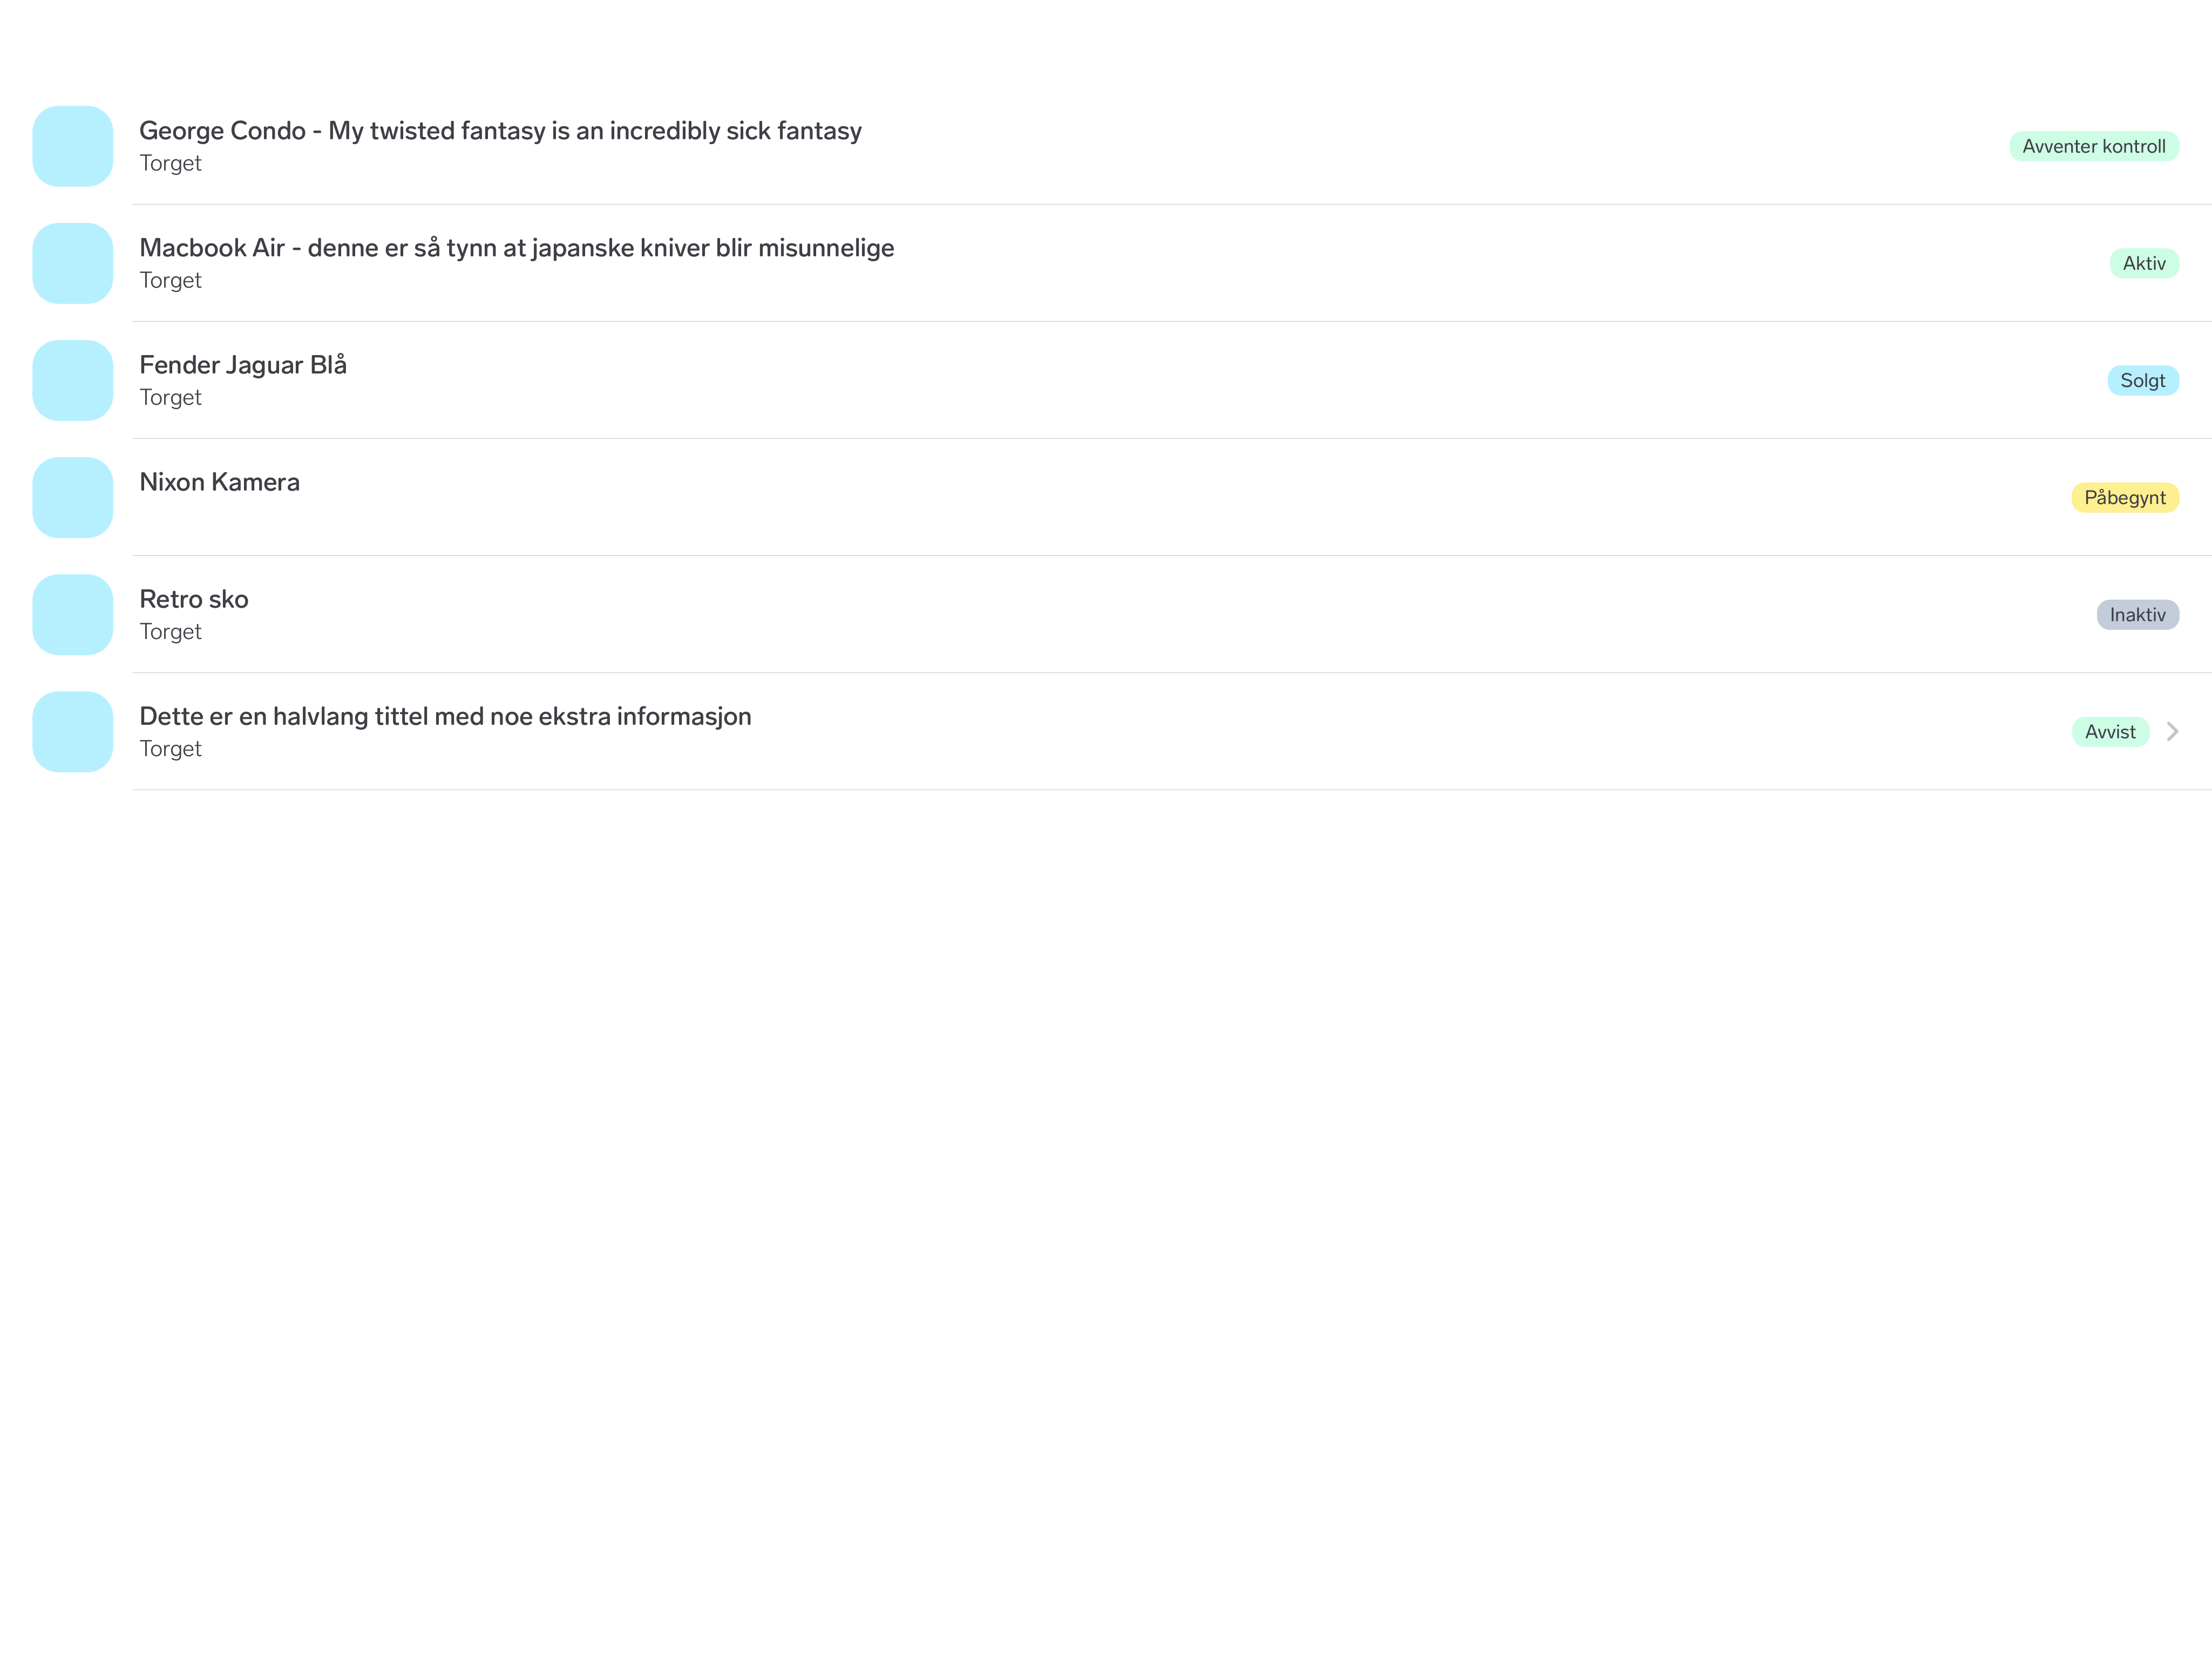 George Condo - My twisted fantasy is an incredibly sick fantasy
Torget
Avventer kontroll
Macbook Air - denne er så tynn at japanske kniver blir misunnelige
Torget
Aktiv
Fender Jaguar Blå
Torget
Solgt
Nixon Kamera
Påbegynt
Retro sko
Torget
Inaktiv
Dette er en halvlang tittel med noe ekstra informasjon
Torget
Avvist